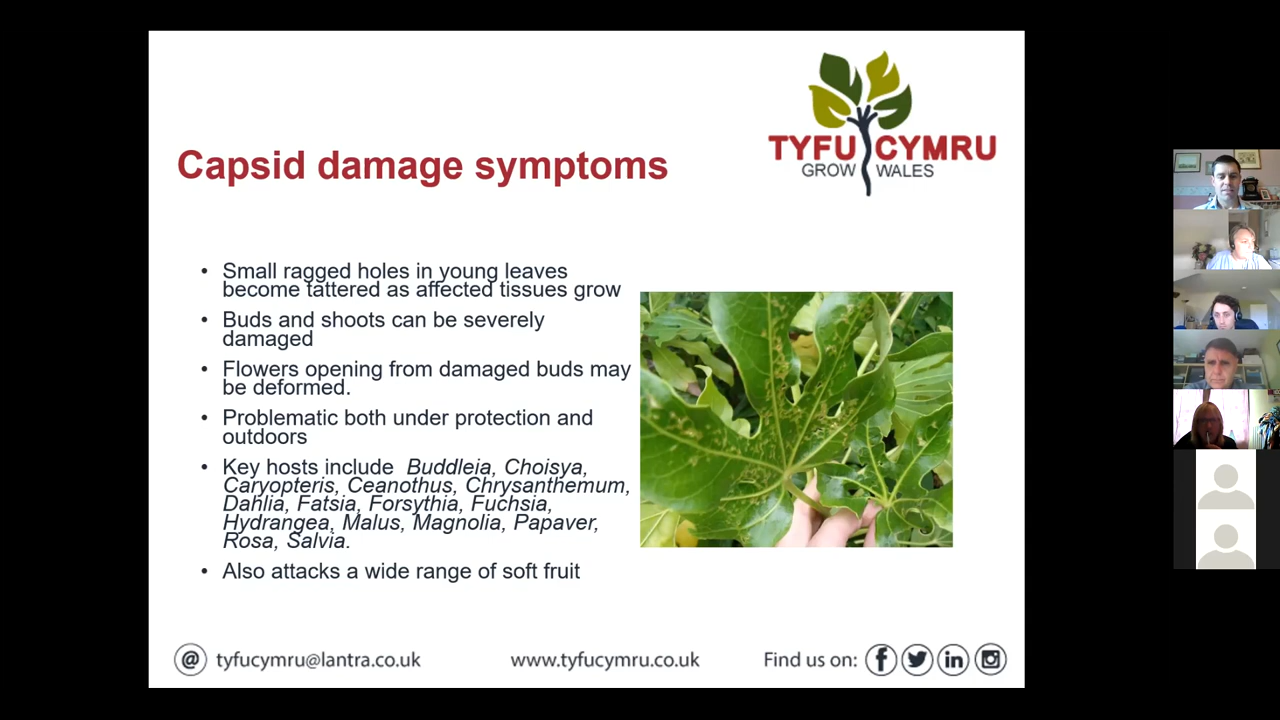 TYFU CYMRU
GROW WALES
Capsid damage symptoms
• Small ragged holes in young leaves
become tattered as affected tissues grow
• Buds and shoots can be severely
damaged
• Flowers opening from damaged buds may
be deformed.
• Problematic both under protection and
outdoors
• Key hosts include Buddleia, Choisya,
Caryopteris, Ceanothus, Chrysanthemum,
Dahlia, Fatsia, Forsythia, Fuchsia,
Hydrangea, Malus, Magnolia, Papaver,
Rosa, Salvia.
• Also attacks a wide range of soft fruit
@ tyfucymru@lantra.co.uk www.tyfucymru.co.uk Find us on: f in